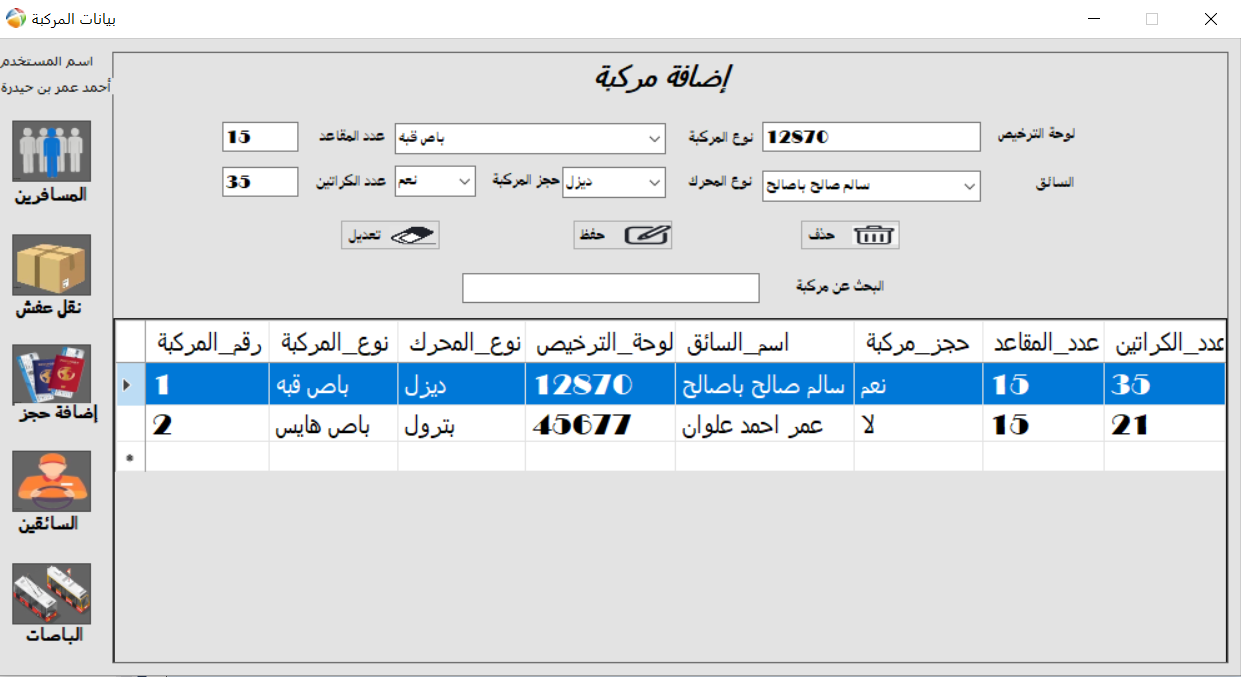 بيانات المركبة
اسم المستخدم
أحمد عمر بن حيدرة
إضافة مركبة
لوحة الترخيص 12870 نوع المركبة باص قبه عدد المقاعد 15
السائق سالم صالح باصالح نوع المحرك ديزل حجز المركبة نعم عدد الكراتين 35
حذف حفظ تعديل
البحث عن مركبة
رقم_المركبة نوع_المركبة نوع_المحرك لوحة_الترخيص اسم_السائق حجز_مركبة عدد_المقاعد عدد_الكراتين
1 باص قبه ديزل 12870 سالم صالح باصالح نعم 15 35
2 باص هايس بترول 45677 عمر احمد علوان لا 15 21
المسافرين
نقل عفش
إضافة حجز
السائقين
الباصات